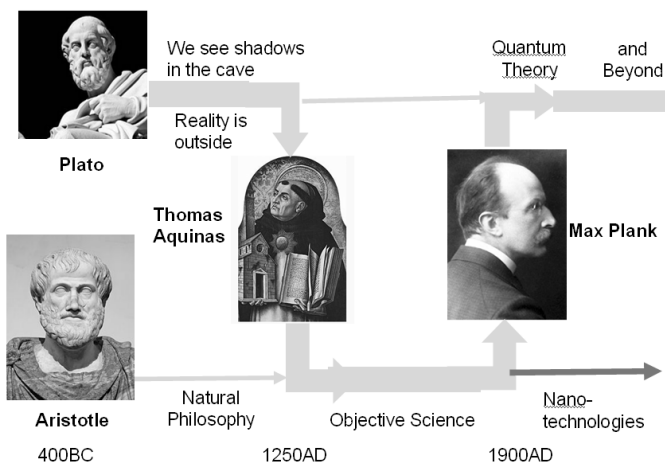 We see shadows
in the cave
Quantum
Theory
and
Beyond
Reality is
outside
Plato
Thomas
Aquinas
Max Plank
Aristotle
Natural
Philosophy
Objective Science
Nano-
technologies
400BC
1250AD
1900AD